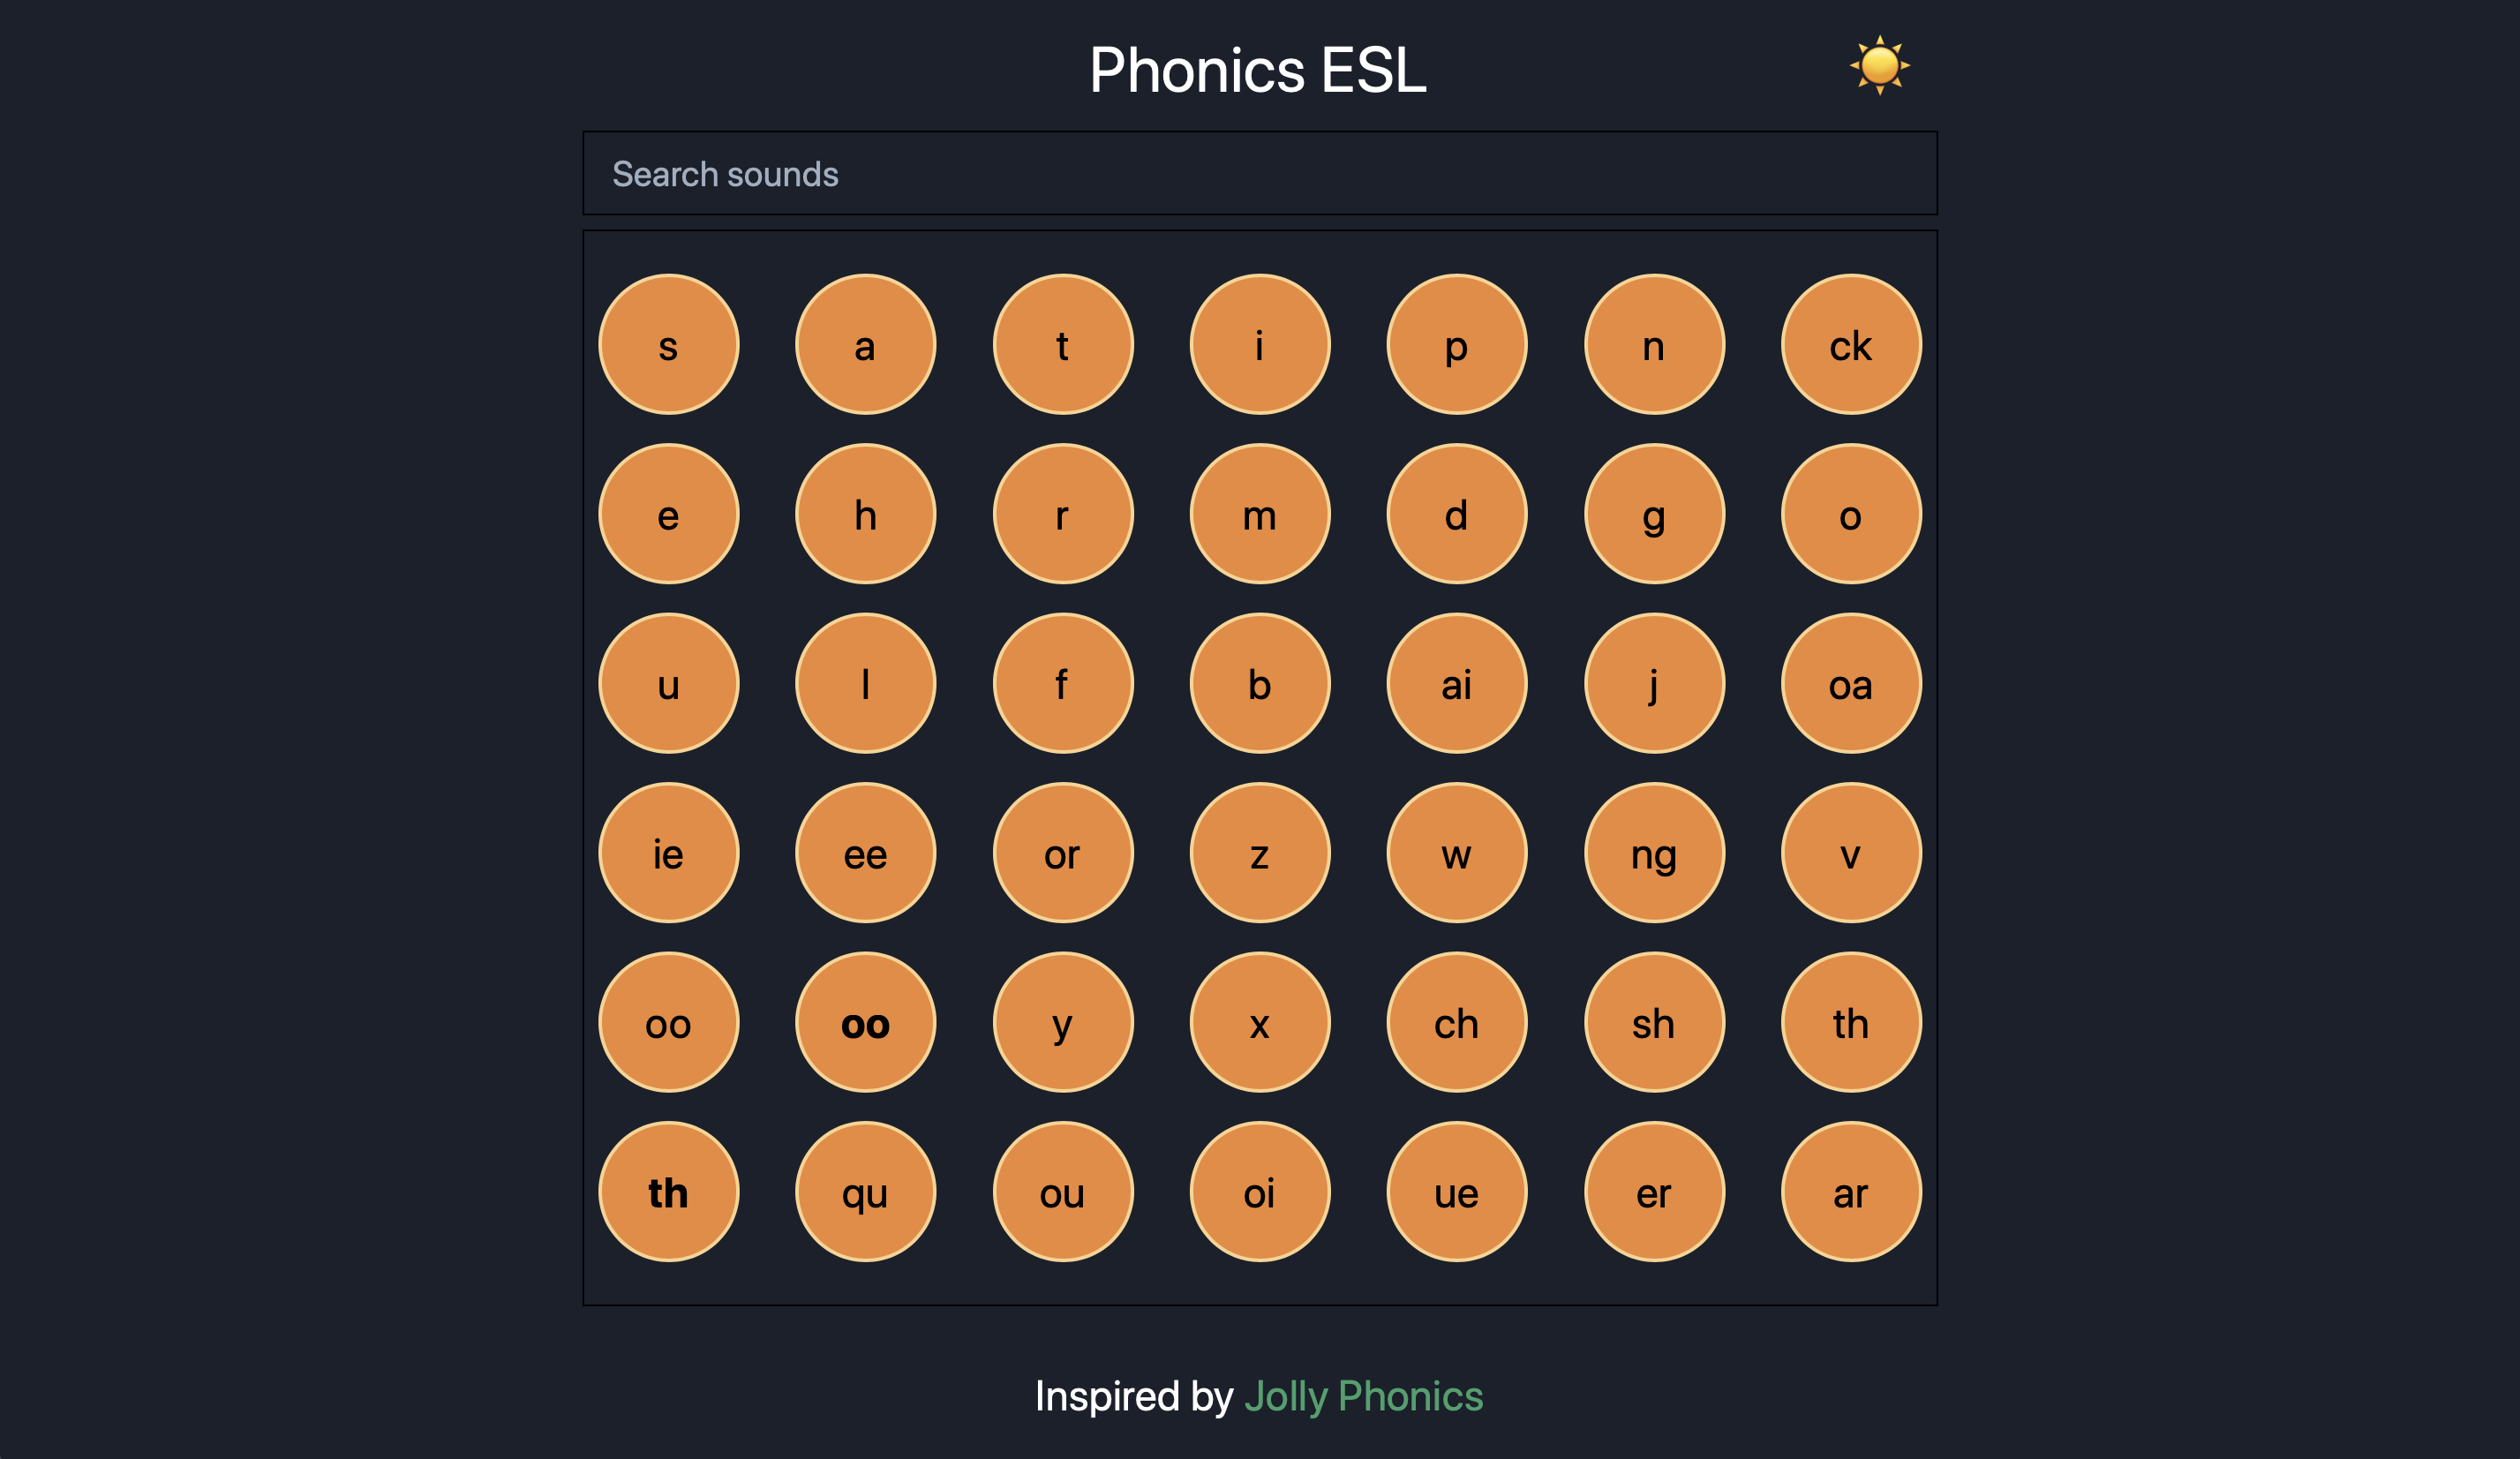 Phonics ESL
Search sounds
s a t i p n ck
e h r m d g o
u l f b ai j oa
ie ee or z w ng v
oo oo y x ch sh th
th qu ou oi ue er ar
Inspired by Jolly Phonics